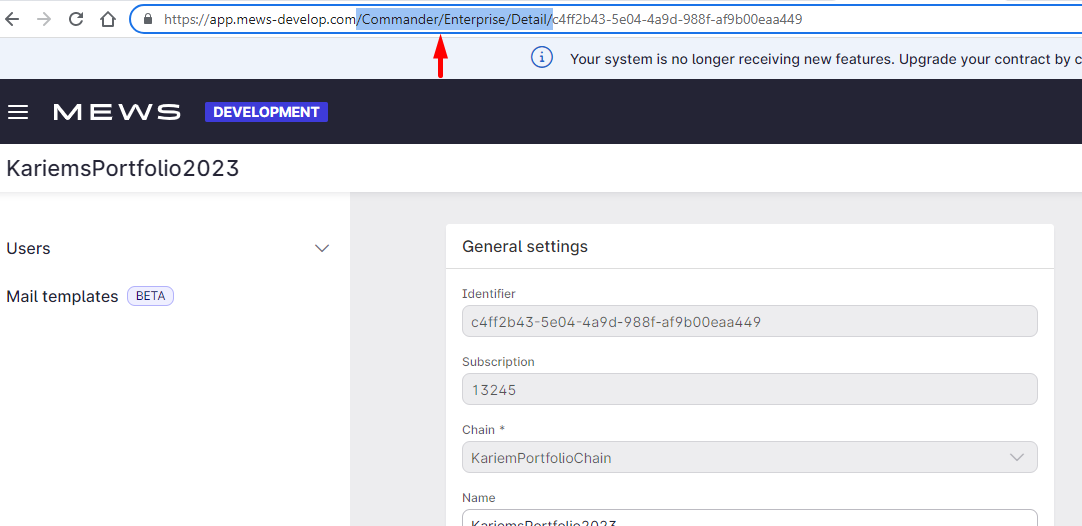 https://app.mews-develop.com/Commander/Enterprise/Detail/c4ff2b43-5e04-4a9d-988f-af9b00eaa449
Your system is no longer receiving new features. Upgrade your contract by c
MEWS DEVELOPMENT
KariemsPortfolio2023
Users
Mail templates BETA
General settings
Identifier
c4ff2b43-5e04-4a9d-988f-af9b00eaa449
Subscription
13245
Chain *
KariemPortfolioChain
Name
KariemsPortfolio2023